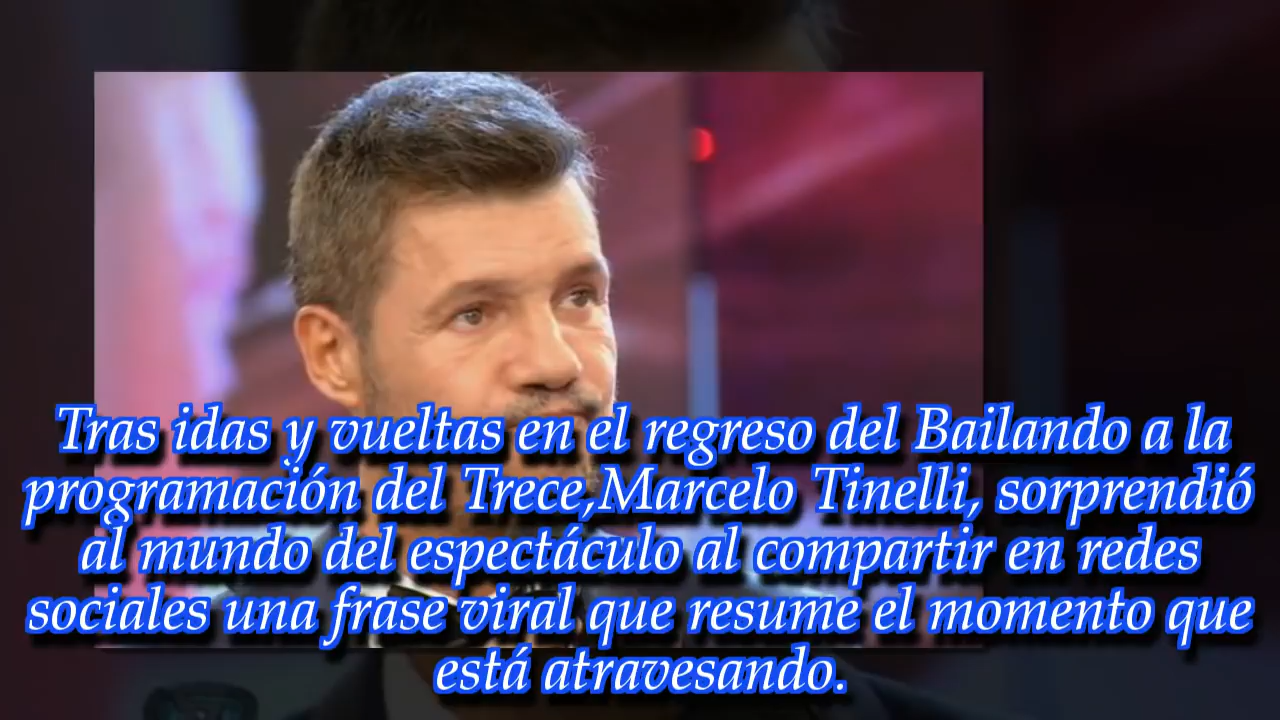 Tras idas y vueltas en el regreso del Bailando a la
programación del Trece,Marcelo Tinelli, sorprendió
al mundo del espectáculo al compartir en redes
sociales una frase viral que resume el momento que
está atravesando.